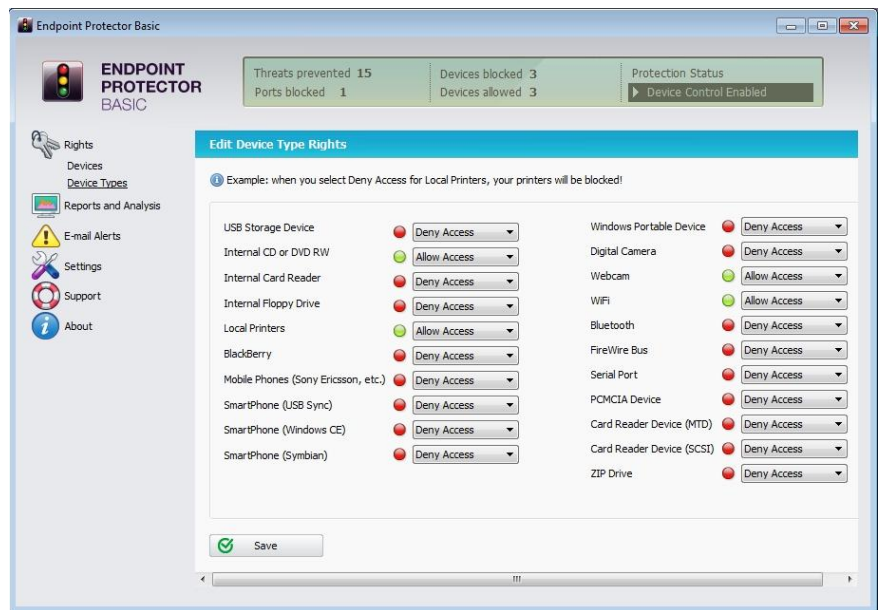 Endpoint Protector Basic
ENDPOINT
PROTECTOR
BASIC
Threats prevented 15
Ports blocked 1
Devices blocked 3
Devices allowed 3
Protection Status
Device Control Enabled
Rights
Devices
Device Types
Reports and Analysis
E-mail Alerts
Settings
Support
About
Edit Device Type Rights
Example: when you select Deny Access for Local Printers, your printers will be blocked!
USB Storage Device Deny Access
Internal CD or DVD RW Allow Access
Internal Card Reader Deny Access
Internal Floppy Drive Deny Access
Local Printers Allow Access
BlackBerry Deny Access
Mobile Phones (Sony Ericsson, etc.) Deny Access
SmartPhone (USB Sync) Deny Access
SmartPhone (Windows CE) Deny Access
SmartPhone (Symbian) Deny Access
Windows Portable Device Deny Access
Digital Camera Deny Access
Webcam Allow Access
WiFi Allow Access
Bluetooth Deny Access
FireWire Bus Deny Access
Serial Port Deny Access
PCMCIA Device Deny Access
Card Reader Device (MTD) Deny Access
Card Reader Device (SCSI) Deny Access
ZIP Drive Deny Access
Save